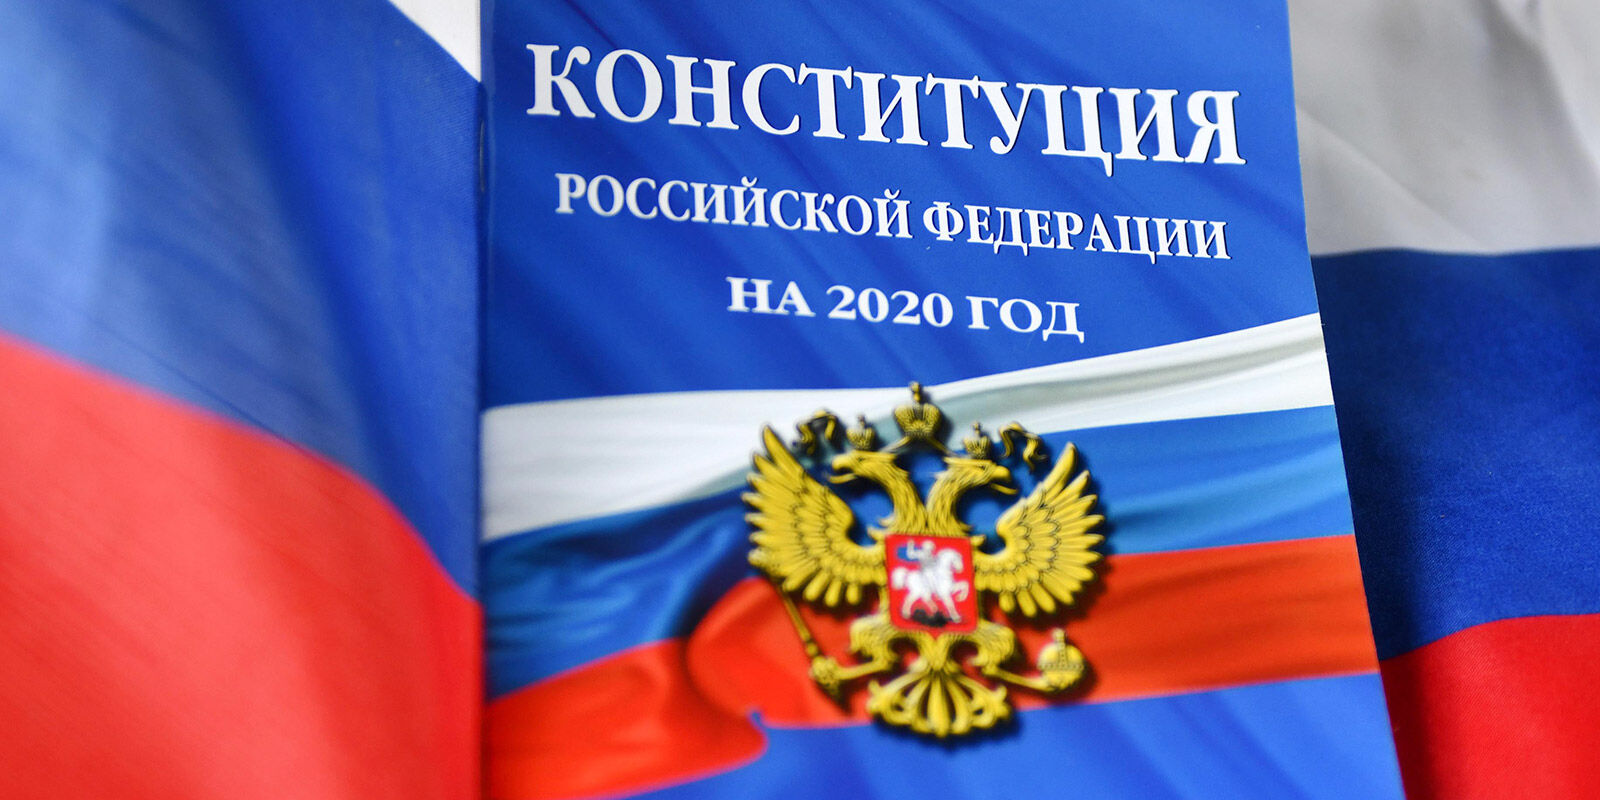 КОНСТИТУЦИЯ
РОССИЙСКОЙ ФЕДЕРАЦИИ
НА 2020 ГОД